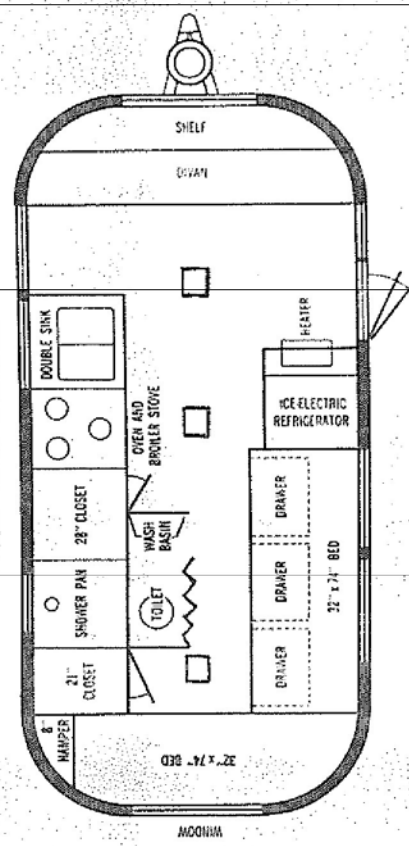 SHELF
DIVAN
DOUBLE SINK
HEATER
OVEN AND
BROILER STOVE
ICE-ELECTRIC
REFRIGERATOR
28" CLOSET
WASH
BASIN
DRAWER
SHOWER PAN
TOILET
DRAWER
32" x 74" BED
21"
CLOSET
DRAWER
8"
HAMPER
32" x 74" BED
WINDOW